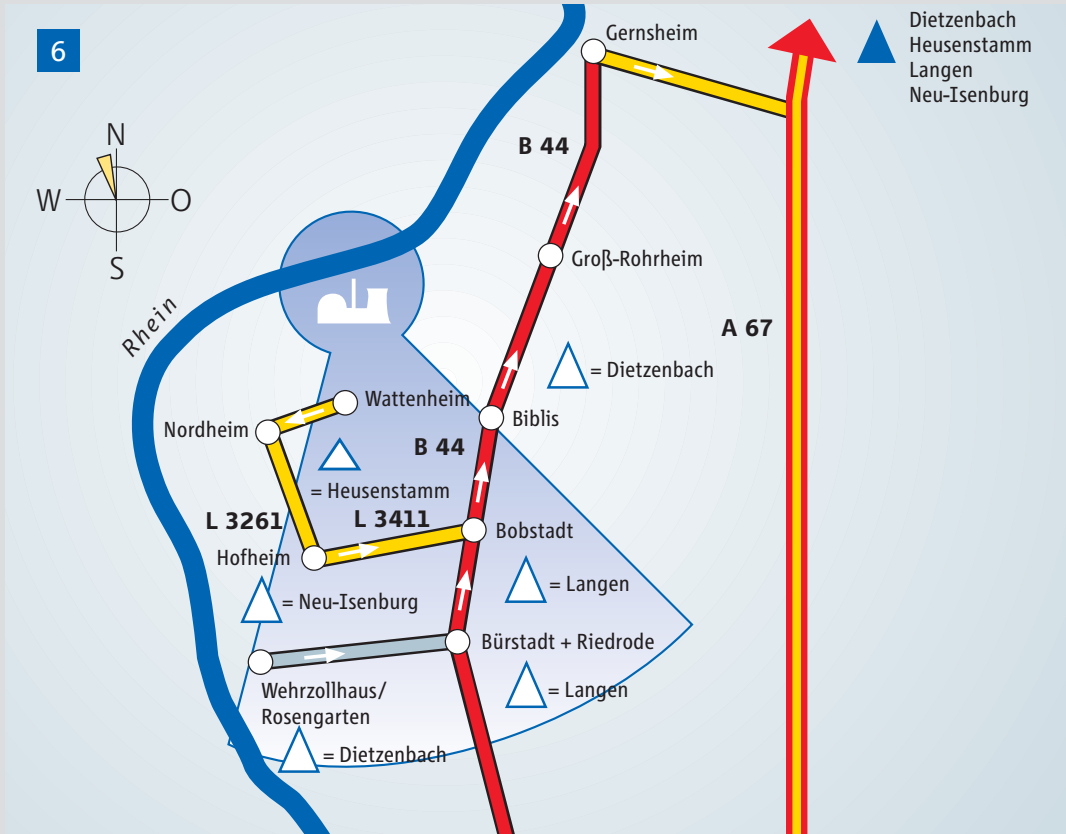 6
Dietzenbach
Heusenstamm
Langen
Neu-Isenburg
Gernsheim
N
W
O
S
B 44
Groß-Rohrheim
Rhein
A 67
= Dietzenbach
Wattenheim
Nordheim
Biblis
B 44
= Heusenstamm
L 3261
L 3411
Hofheim
Bobstadt
= Neu-Isenburg
= Langen
Bürstadt + Riedrode
Wehrzollhaus/
Rosengarten
= Langen
= Dietzenbach